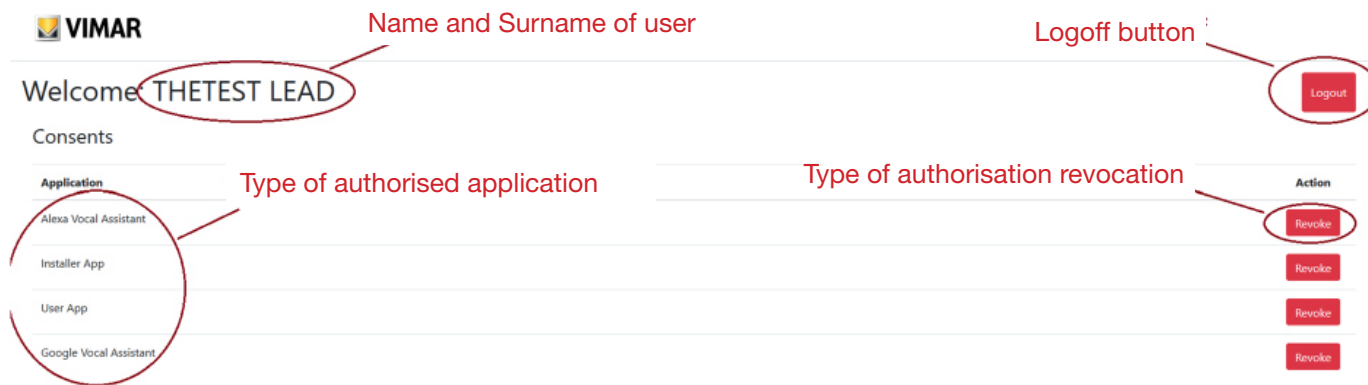 VIMAR
Name and Surname of user
Logoff button
Welcome: THETEST LEAD
Logout
Consents
Type of authorised application
Type of authorisation revocation
Application
Action
Alexa Vocal Assistant
Revoke
Installer App
Revoke
User App
Revoke
Google Vocal Assistant
Revoke